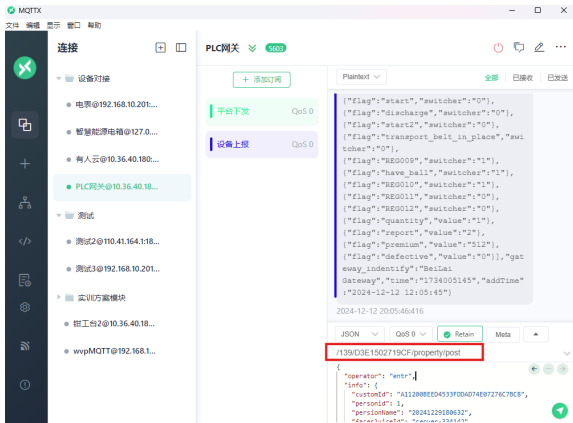 MQTTX
文件 编辑 显示 窗口 帮助
连接
设备对接
电表@192.168.10.201:...
智慧能源电箱@127.0....
有人云@10.36.40.180:...
PLC网关@10.36.40.18...
测试
测试2@110.41.164.1:18...
测试3@192.168.10.201...
实训方案模块
钳工台2@10.36.40.18...
wvpMQTT@192.168.1...
PLC网关
5603
+ 添加订阅
平台下发 QoS 0
设备上报 QoS 0
Plaintext
全部 已接收 已发送
{"flag":"start","switcher":"0"},
{"flag":"discharge","switcher":"0"},
{"flag":"start2","switcher":"0"},
{"flag":"transport_belt_in_place","swi
tcher":"0"},
{"flag":"REG009","switcher":"1"},
{"flag":"have_ball","switcher":"1"},
{"flag":"REG010","switcher":"1"},
{"flag":"REG011","switcher":"0"},
{"flag":"REG012","switcher":"0"},
{"flag":"quantity","value":"1"},
{"flag":"report","value":"2"},
{"flag":"premium","value":"512"},
{"flag":"defective","value":"0"}],"gat
eway_indentify":"BeiLai
Gateway","time":"1734005145","addTime"
:"2024-12-12 12:05:45"}
2024-12-12 20:05:46:416
JSON QoS 0 Retain Meta
/139/D3E1502719CF/property/post
{
"operator": "entr",
"info": {
"customId": "A11200BEED4533FDDAD74E07276C7BCB",
"personid": 1,
"persionName": "20241229180632",